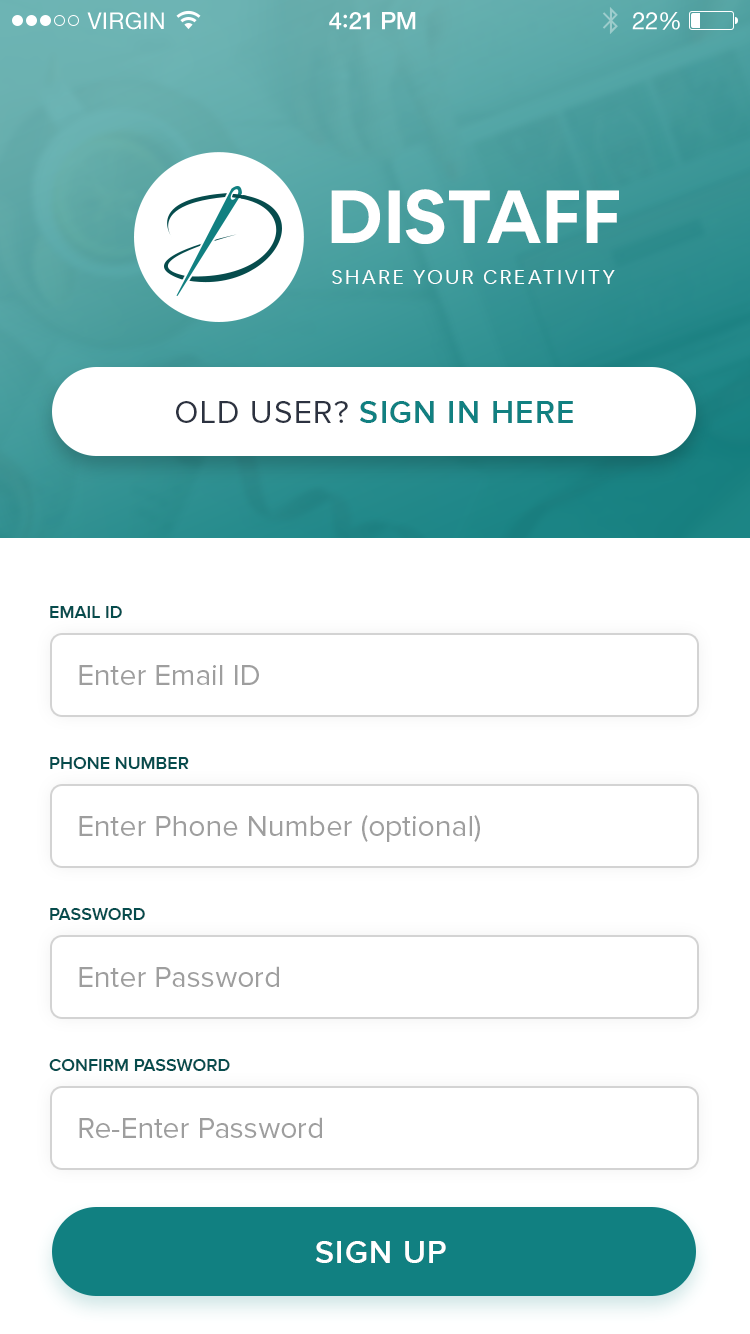 VIRGIN 4:21 PM 22%
DISTAFF
SHARE YOUR CREATIVITY
OLD USER? SIGN IN HERE
EMAIL ID
Enter Email ID
PHONE NUMBER
Enter Phone Number (optional)
PASSWORD
Enter Password
CONFIRM PASSWORD
Re-Enter Password
SIGN UP